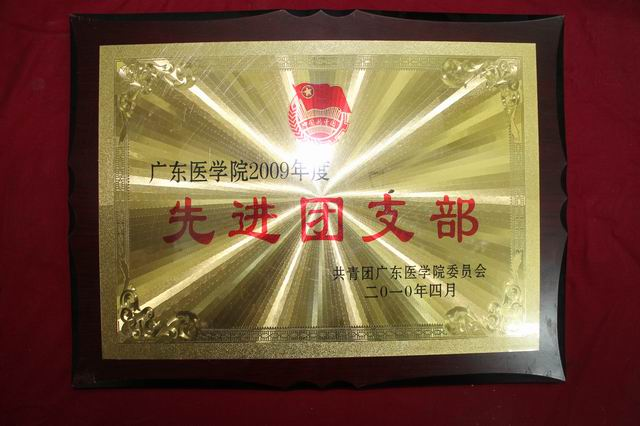 广东医学院2009年度
先进团支部
共青团广东医学院委员会
二〇一〇年四月